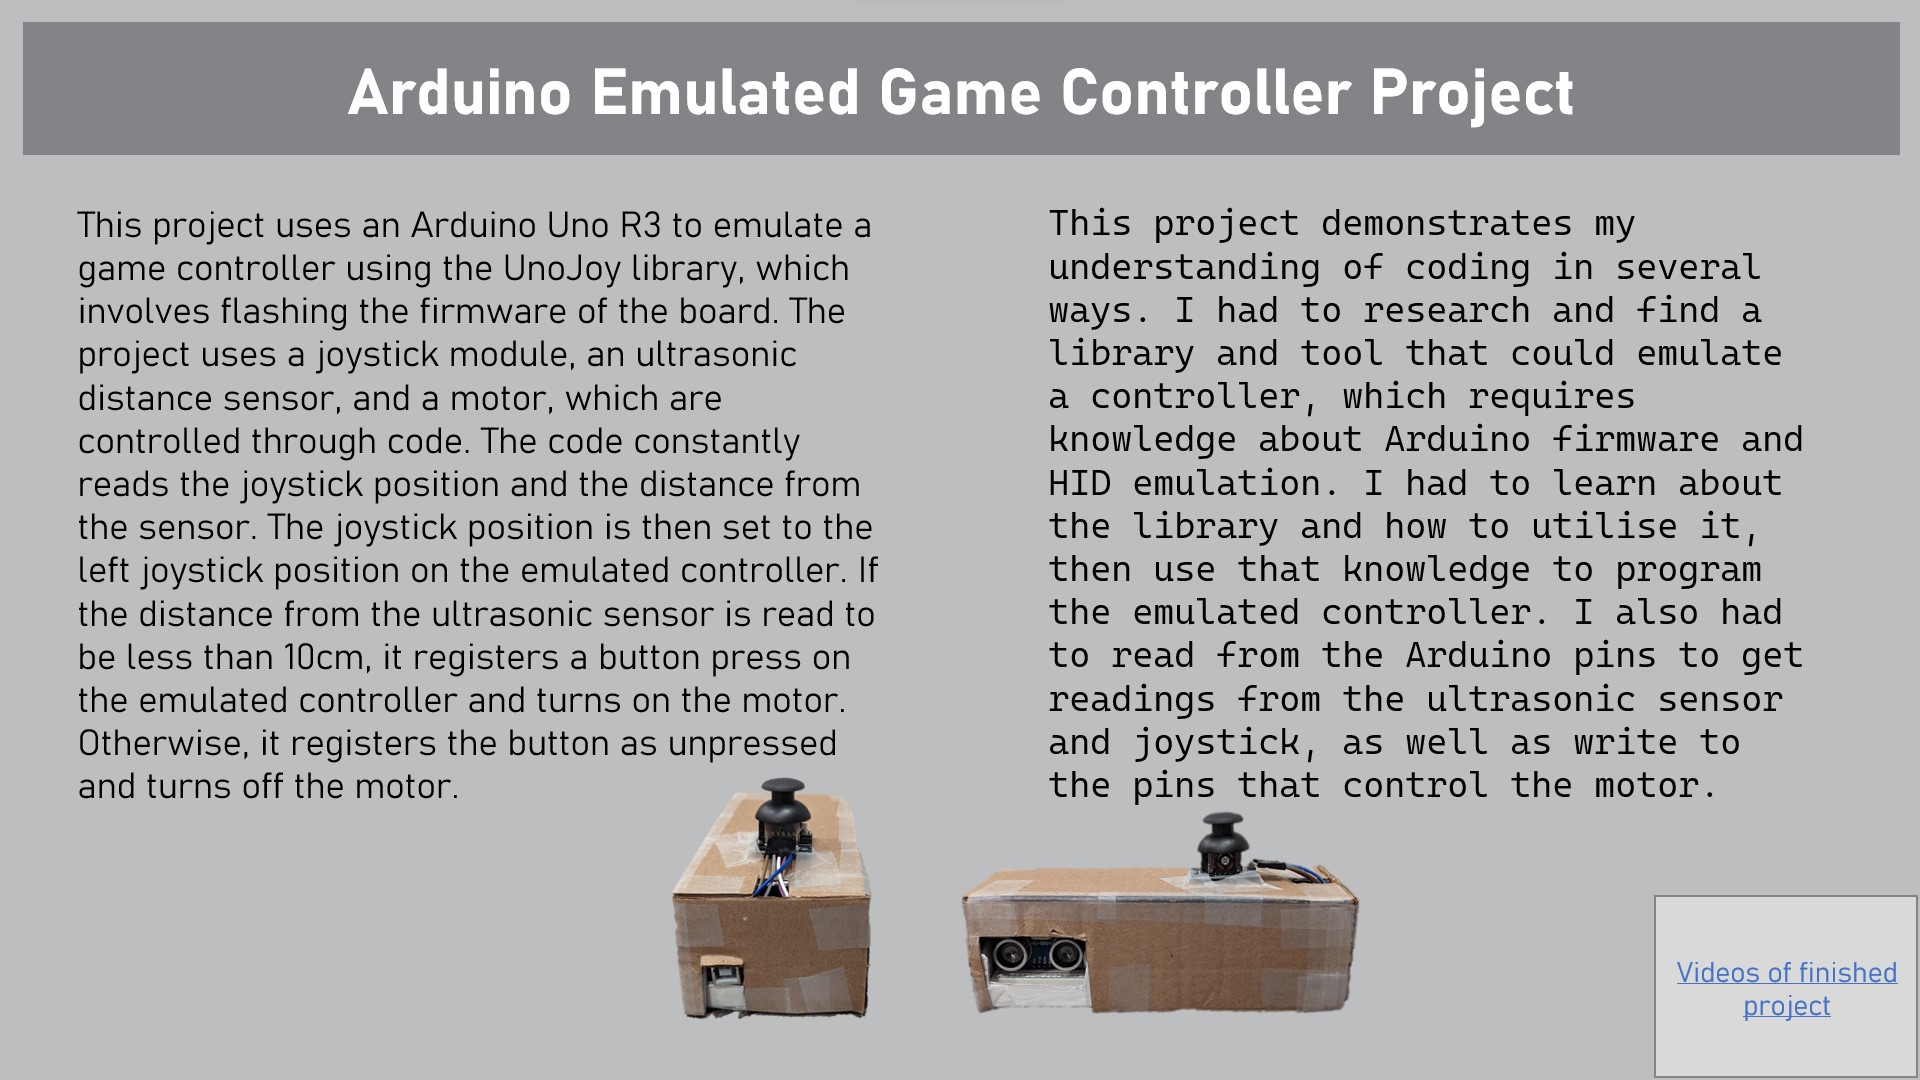 Arduino Emulated Game Controller Project
This project uses an Arduino Uno R3 to emulate a
game controller using the UnoJoy library, which
involves flashing the firmware of the board. The
project uses a joystick module, an ultrasonic
distance sensor, and a motor, which are
controlled through code. The code constantly
reads the joystick position and the distance from
the sensor. The joystick position is then set to the
left joystick position on the emulated controller. If
the distance from the ultrasonic sensor is read to
be less than 10cm, it registers a button press on
the emulated controller and turns on the motor.
Otherwise, it registers the button as unpressed
and turns off the motor.
This project demonstrates my
understanding of coding in several
ways. I had to research and find a
library and tool that could emulate
a controller, which requires
knowledge about Arduino firmware and
HID emulation. I had to learn about
the library and how to utilise it,
then use that knowledge to program
the emulated controller. I also had
to read from the Arduino pins to get
readings from the ultrasonic sensor
and joystick, as well as write to
the pins that control the motor.
Videos of finished
project